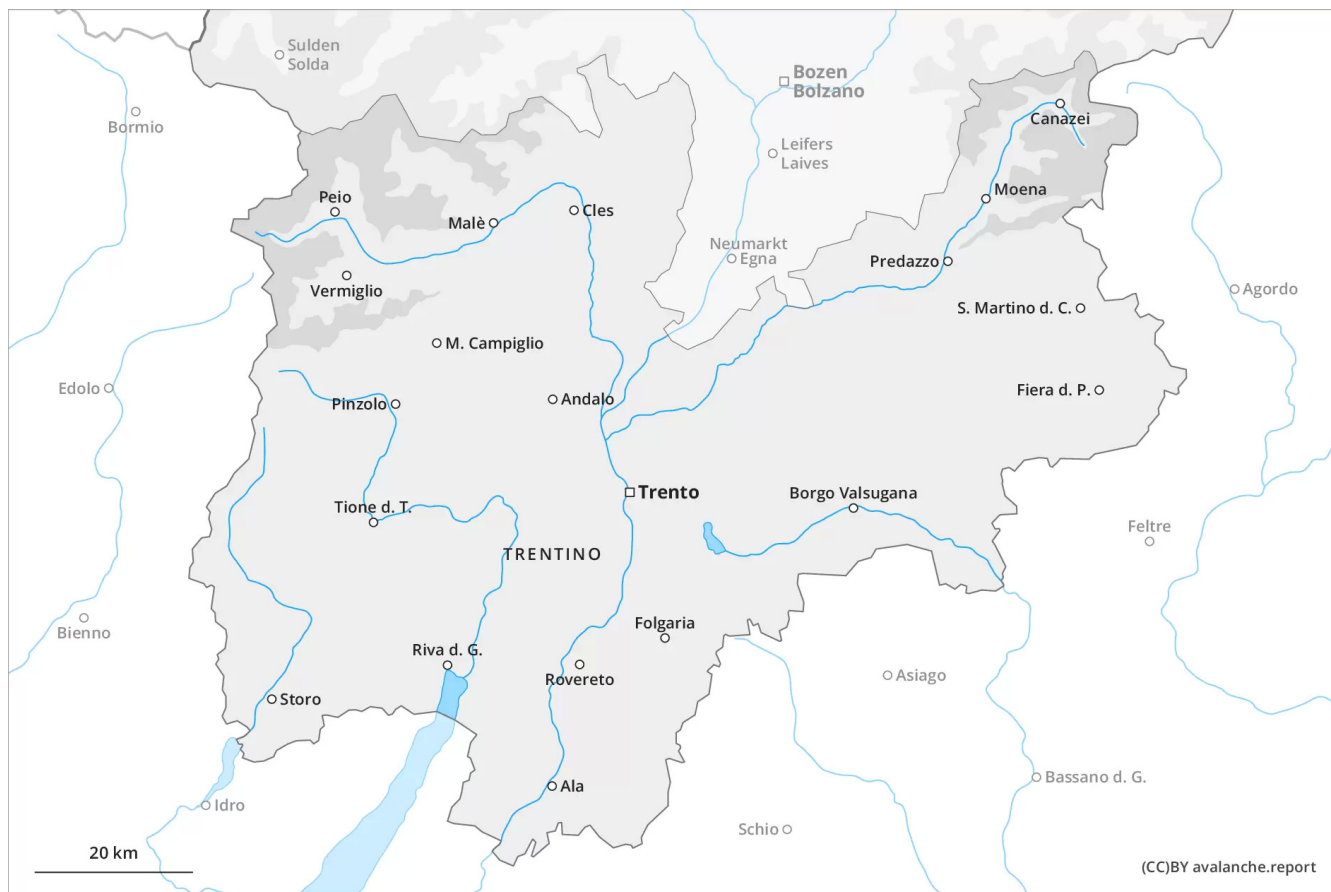 Sulden
Solda
Bozen
Bolzano
Bormio
Canazei
Leifers
Laives
Peio
Malè
Cles
Moena
Neumarkt
Egna
Predazzo
Vermiglio
Agordo
S. Martino d. C.
M. Campiglio
Edolo
Pinzolo
Andalo
Fiera d. P.
Trento
Borgo Valsugana
Tione d. T.
Feltre
TRENTINO
Bienno
Folgaria
Riva d. G.
Rovereto
Asiago
Storo
Bassano d. G.
Ala
Idro
Schio
20 km
(CC)BY avalanche.report